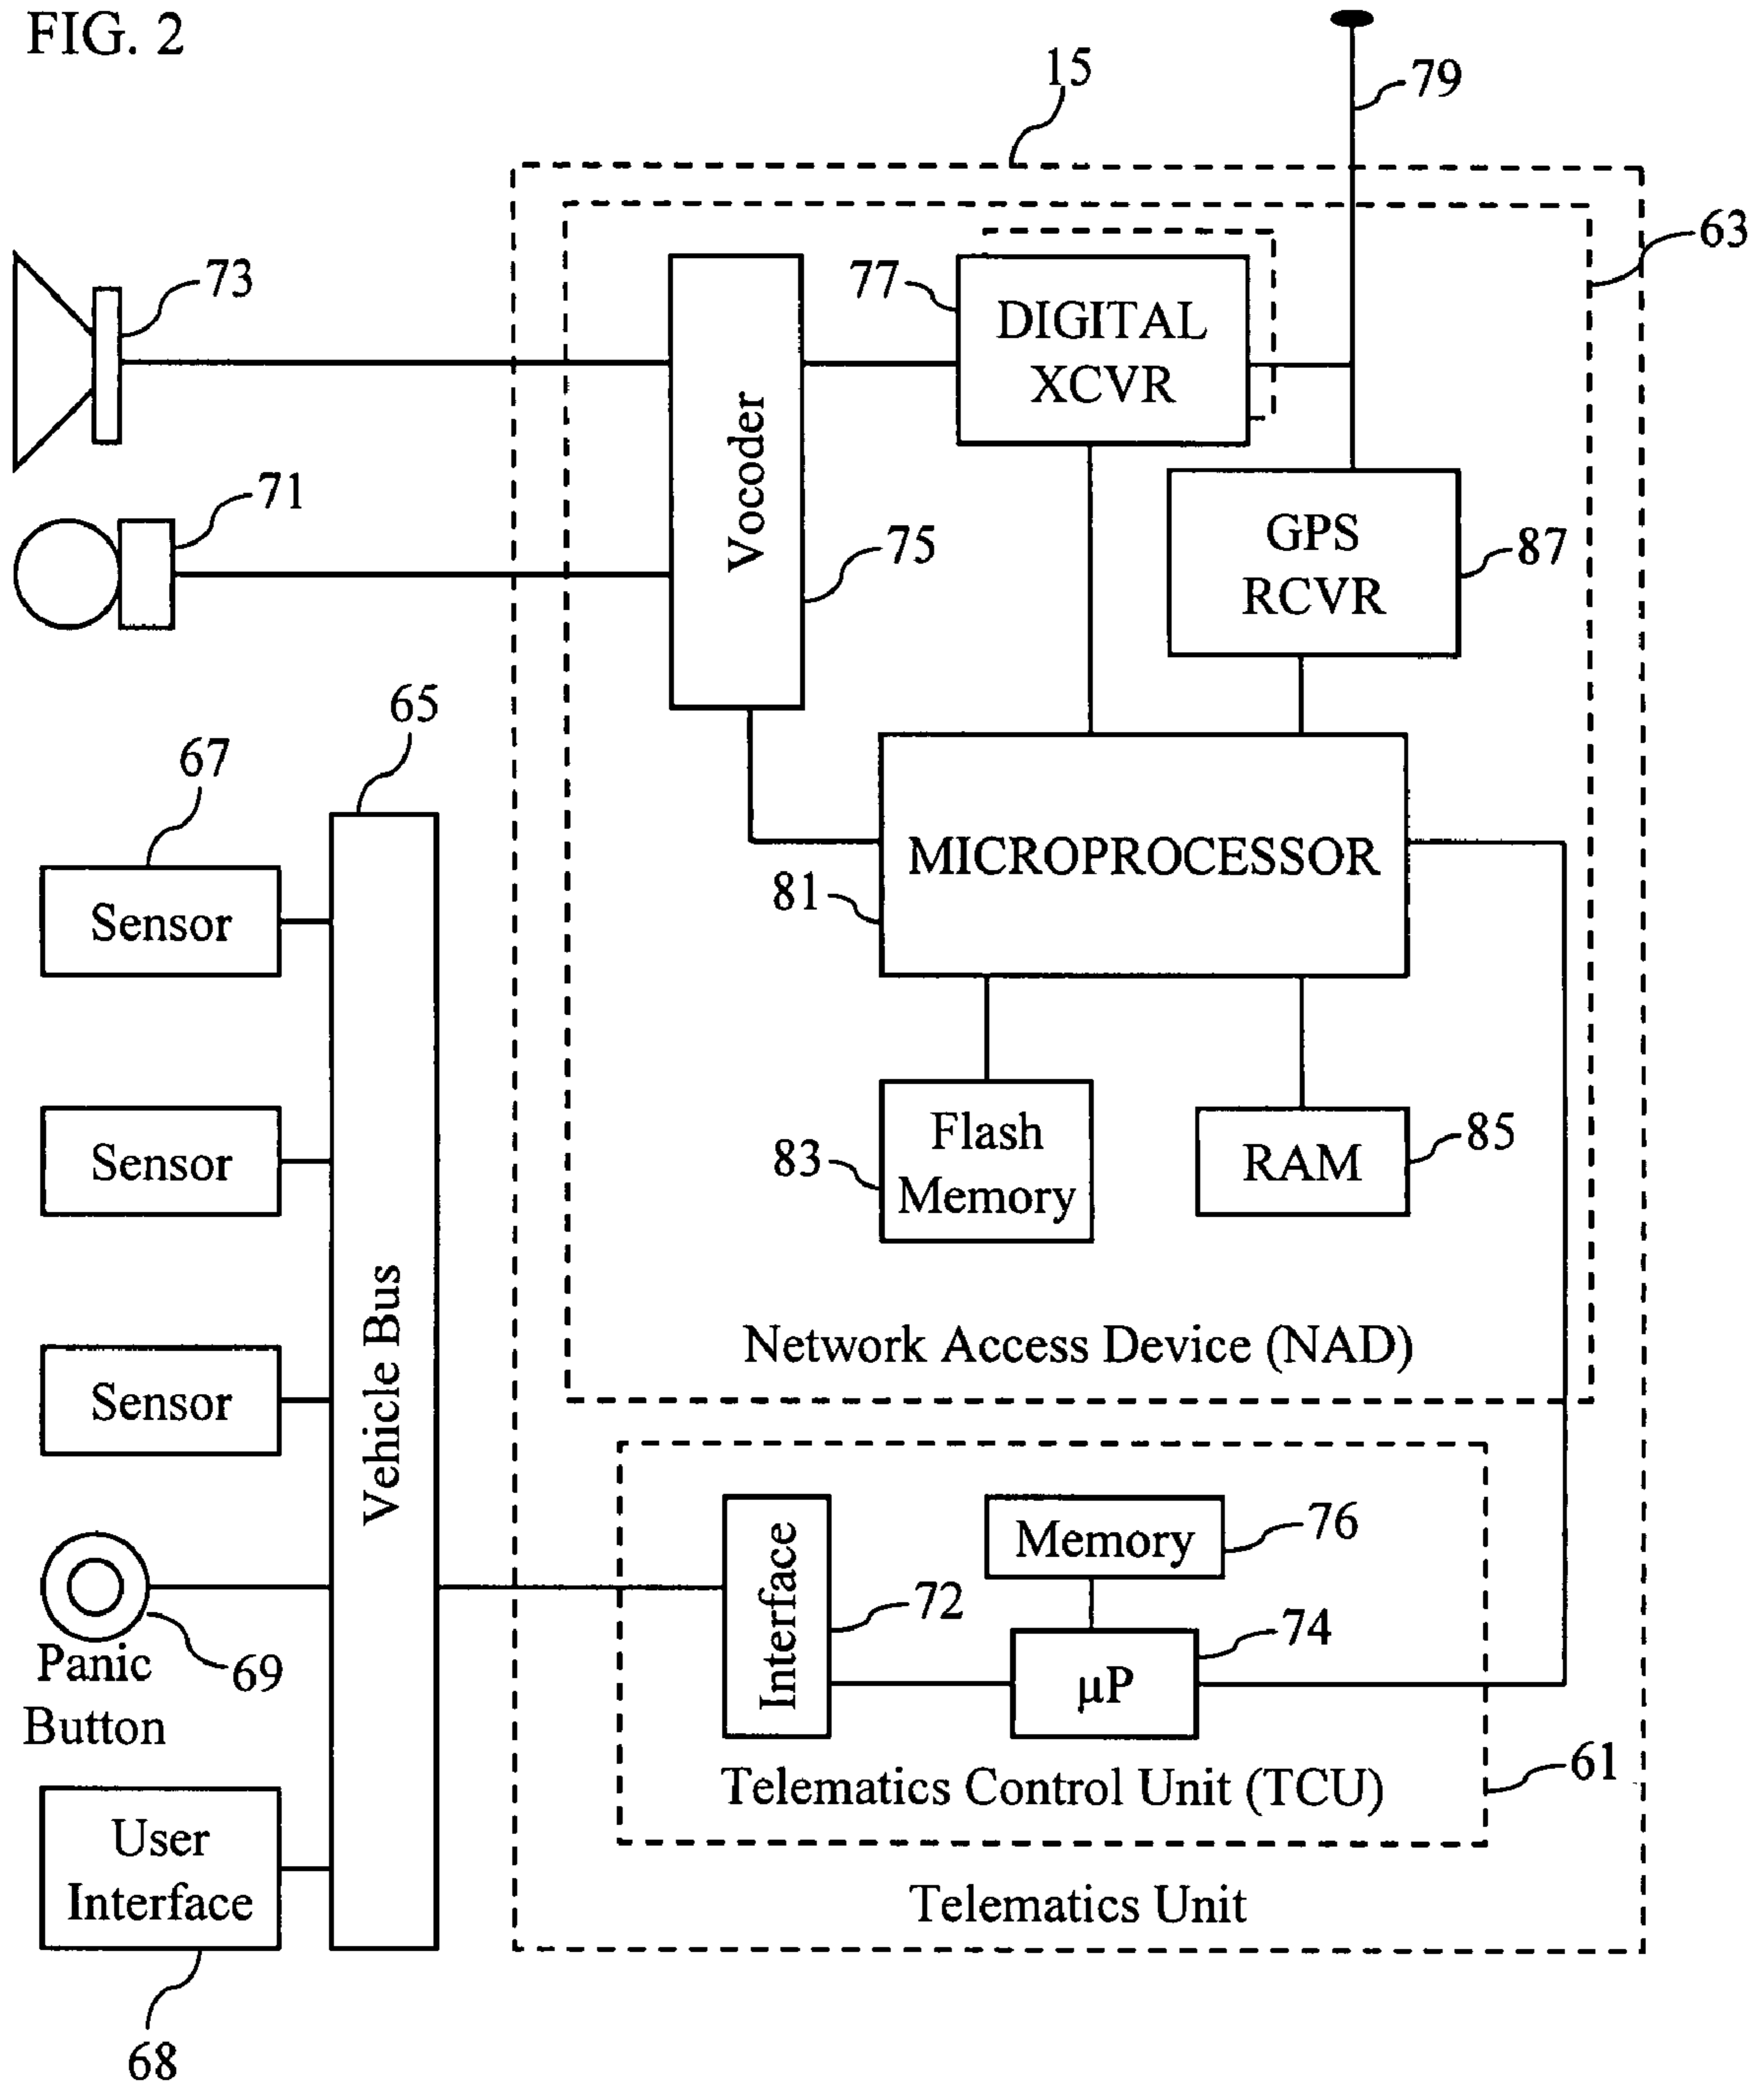 FIG. 2
15
79
63
73
77
DIGITAL
XCVR
Vocoder
71
75
GPS
RCVR
87
65
67
Sensor
MICROPROCESSOR
81
Sensor
Flash
Memory
83
RAM
85
Vehicle Bus
Network Access Device (NAD)
Sensor
Interface
72
Memory
76
74
μP
Panic
Button
69
Telematics Control Unit (TCU)
61
User
Interface
68
Telematics Unit